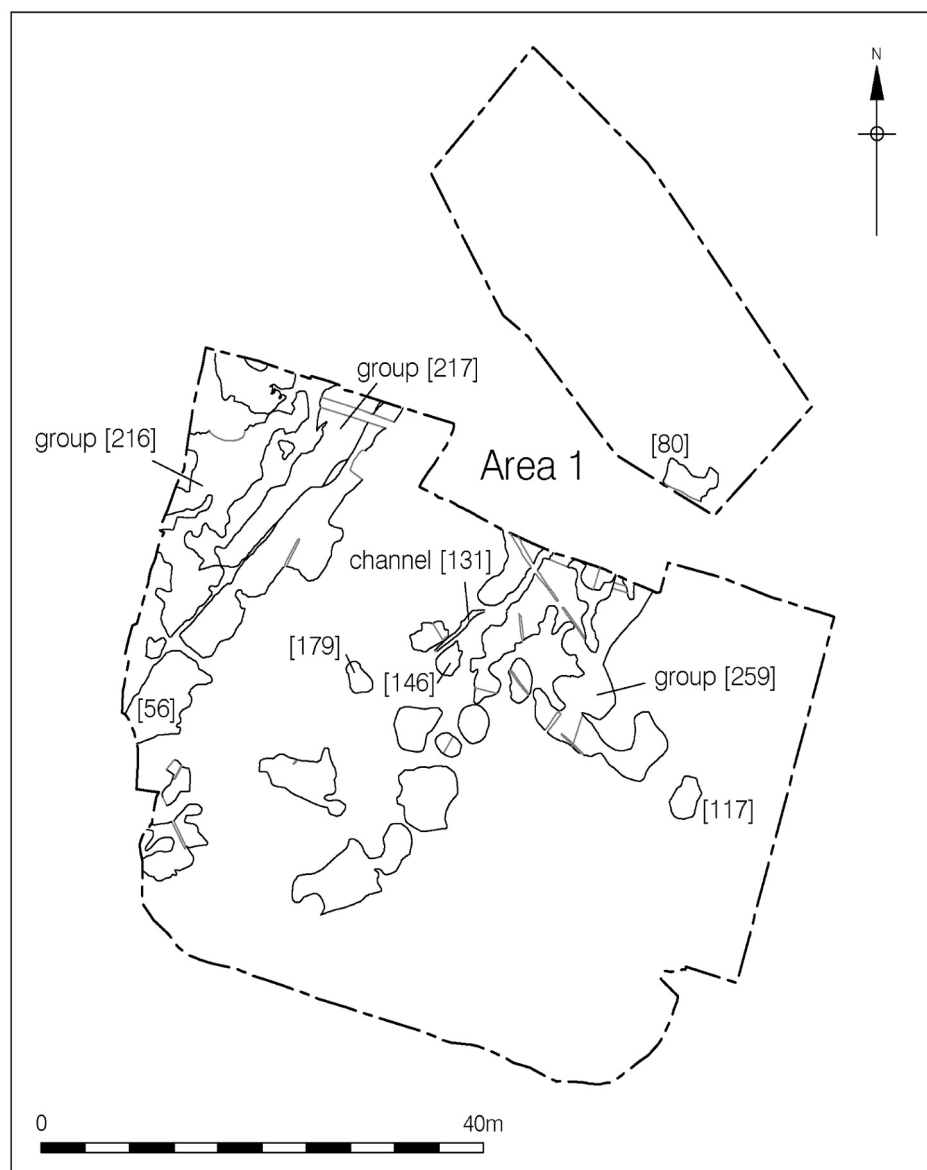 N
group [217]
group [216]
[80]
Area 1
channel [131]
[179]
[146]
group [259]
[56]
[117]
0 40m